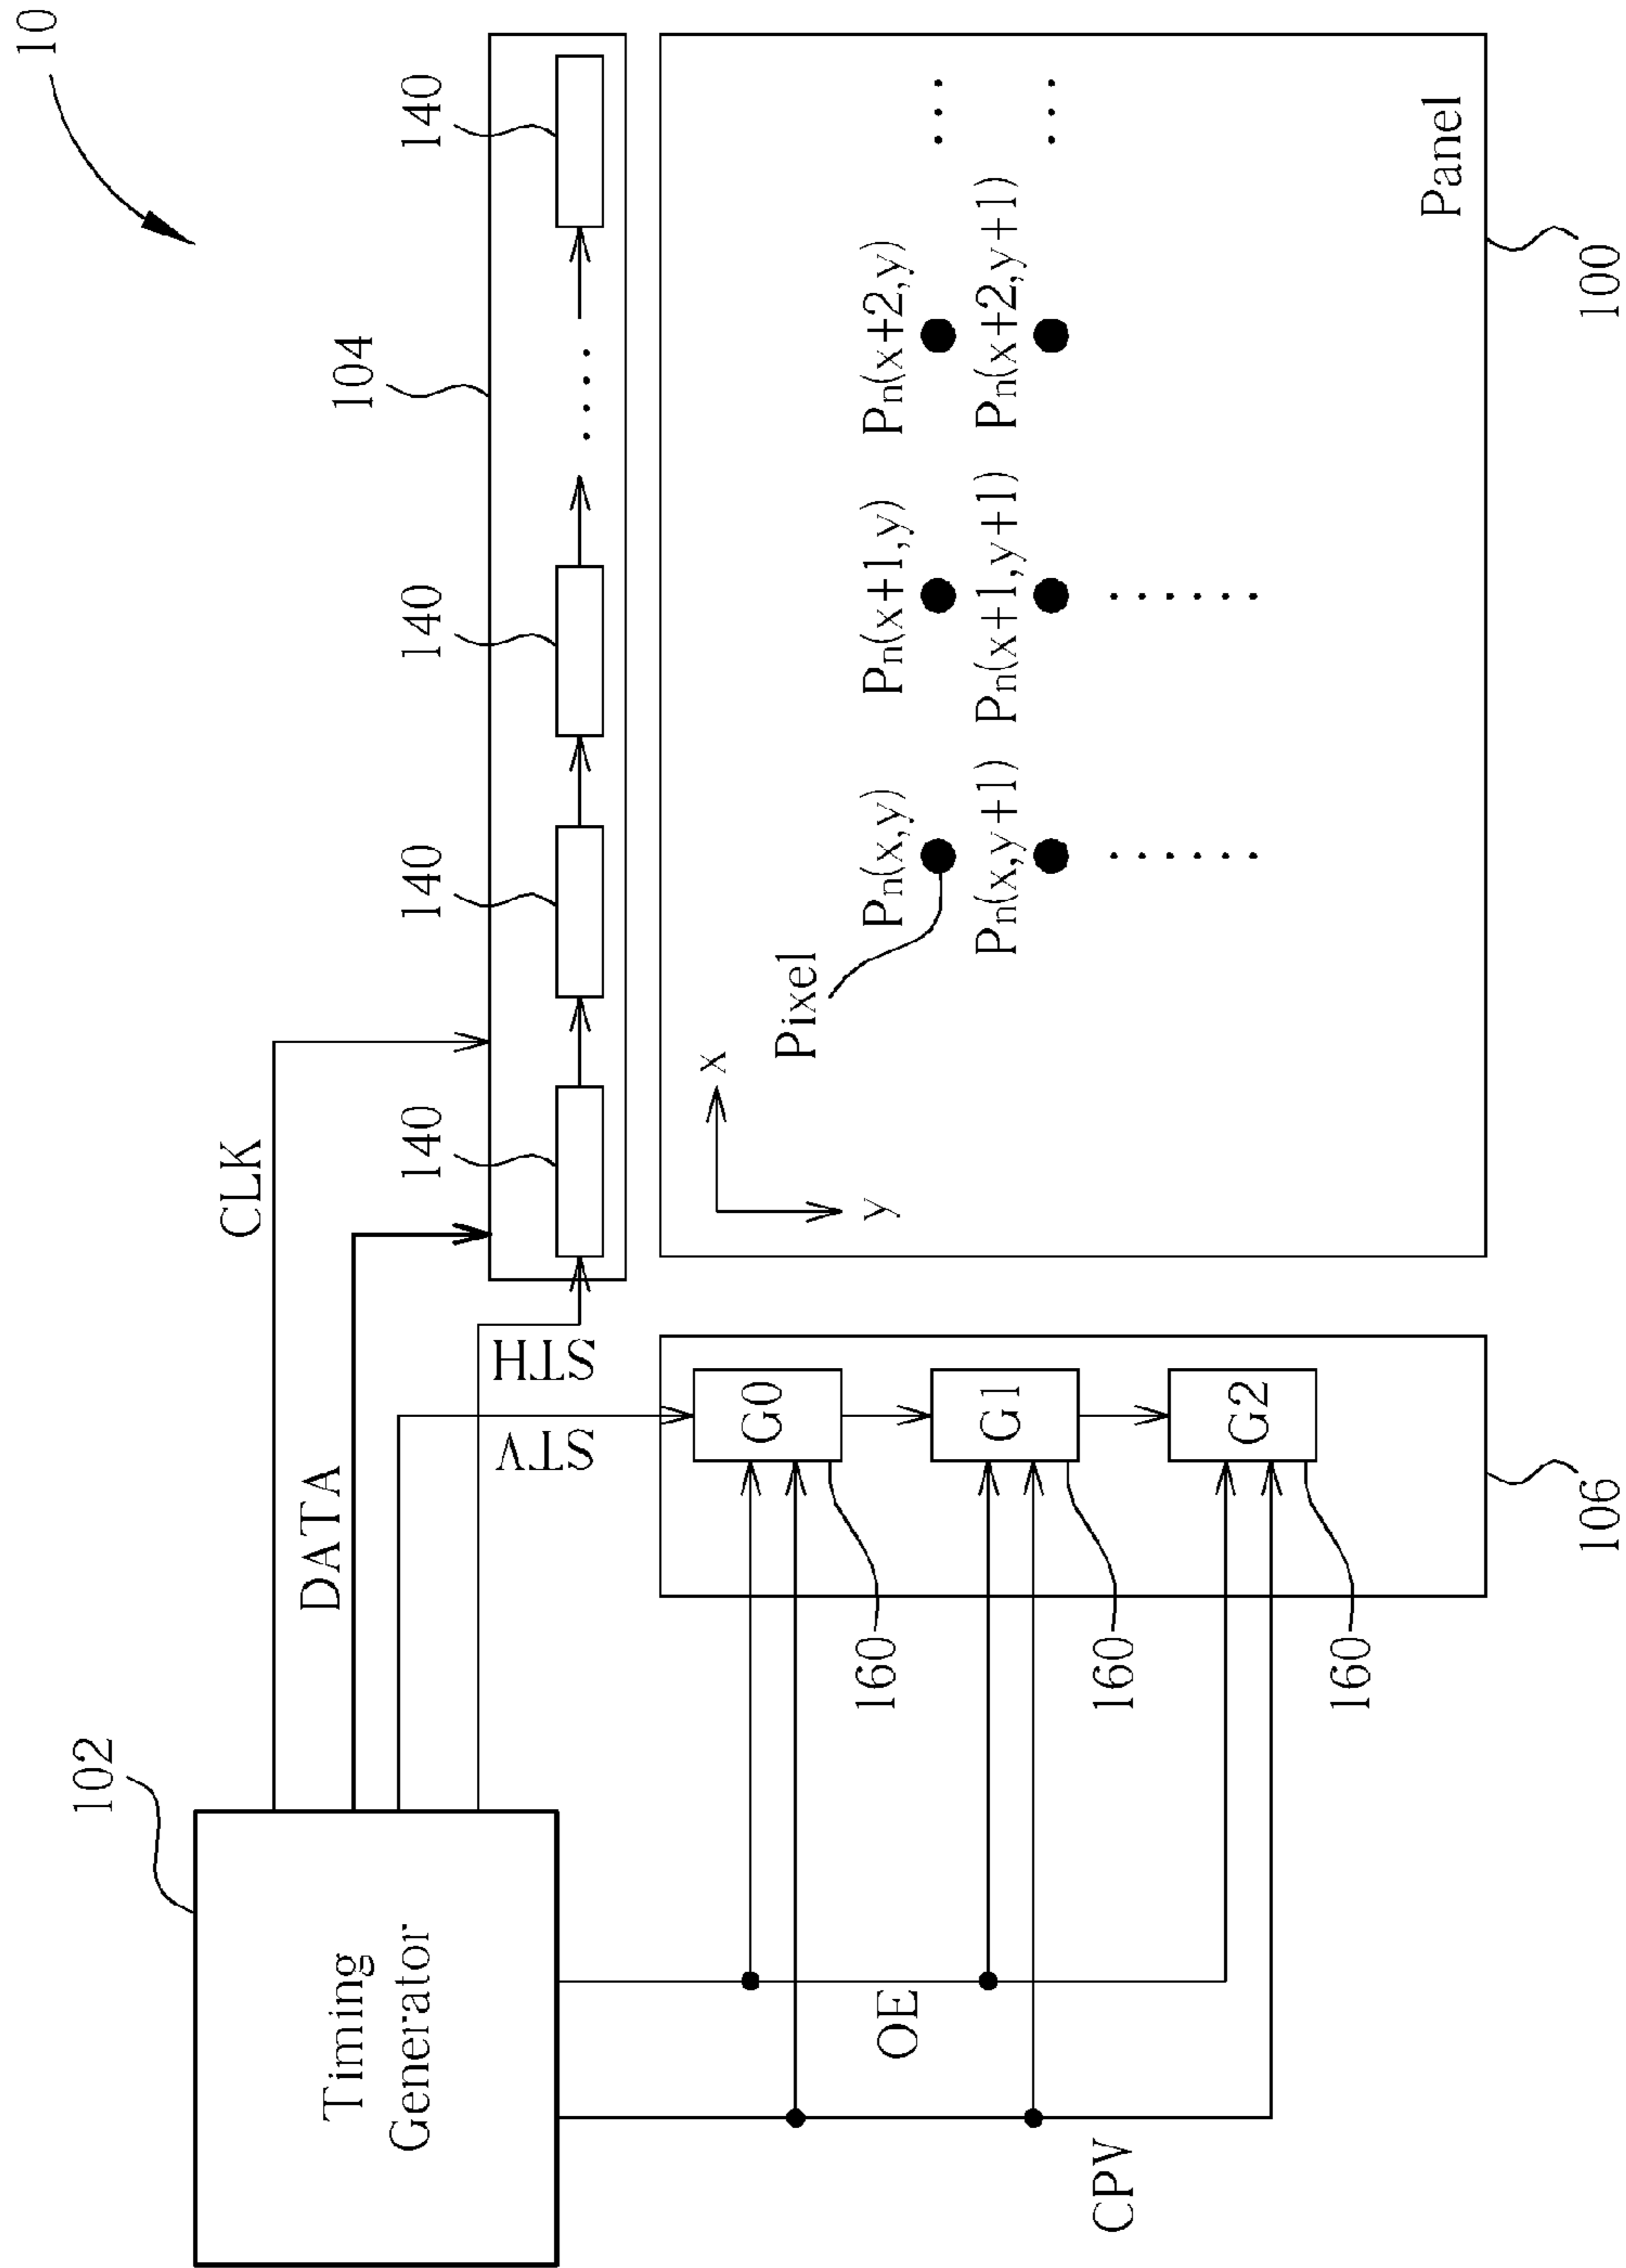 10
102
Timing
Generator
CLK
DATA
STV
STH
104
140
140
140
140
OE
CPV
G0
G1
G2
160
160
160
106
x
y
Pixel
Pn(x,y) Pn(x+1,y) Pn(x+2,y)
Pn(x,y+1) Pn(x+1,y+1) Pn(x+2,y+1)
Panel
100